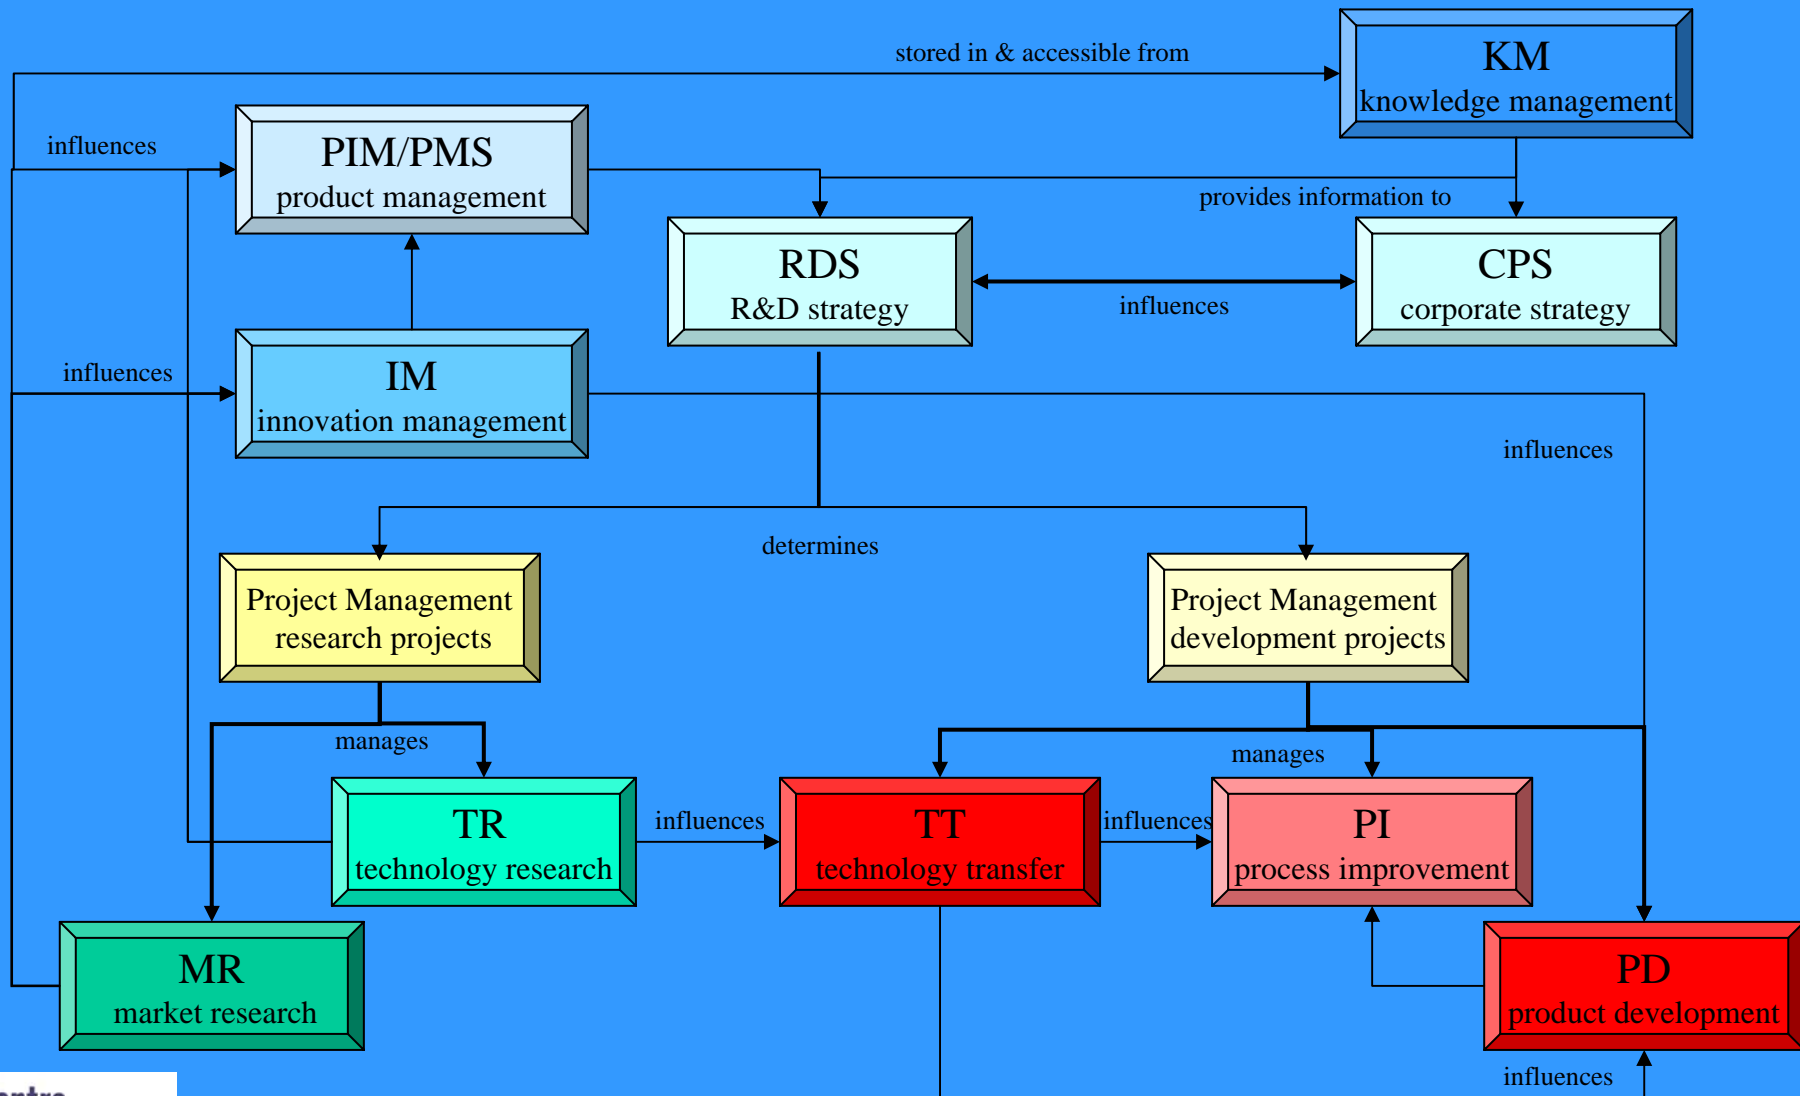 stored in & accessible from
KM
knowledge management
influences
PIM/PMS
product management
provides information to
RDS
R&D strategy
CPS
corporate strategy
influences
influences
IM
innovation management
influences
determines
Project Management
research projects
Project Management
development projects
manages
manages
TR
technology research
influences
TT
technology transfer
influences
PI
process improvement
MR
market research
PD
product development
influences